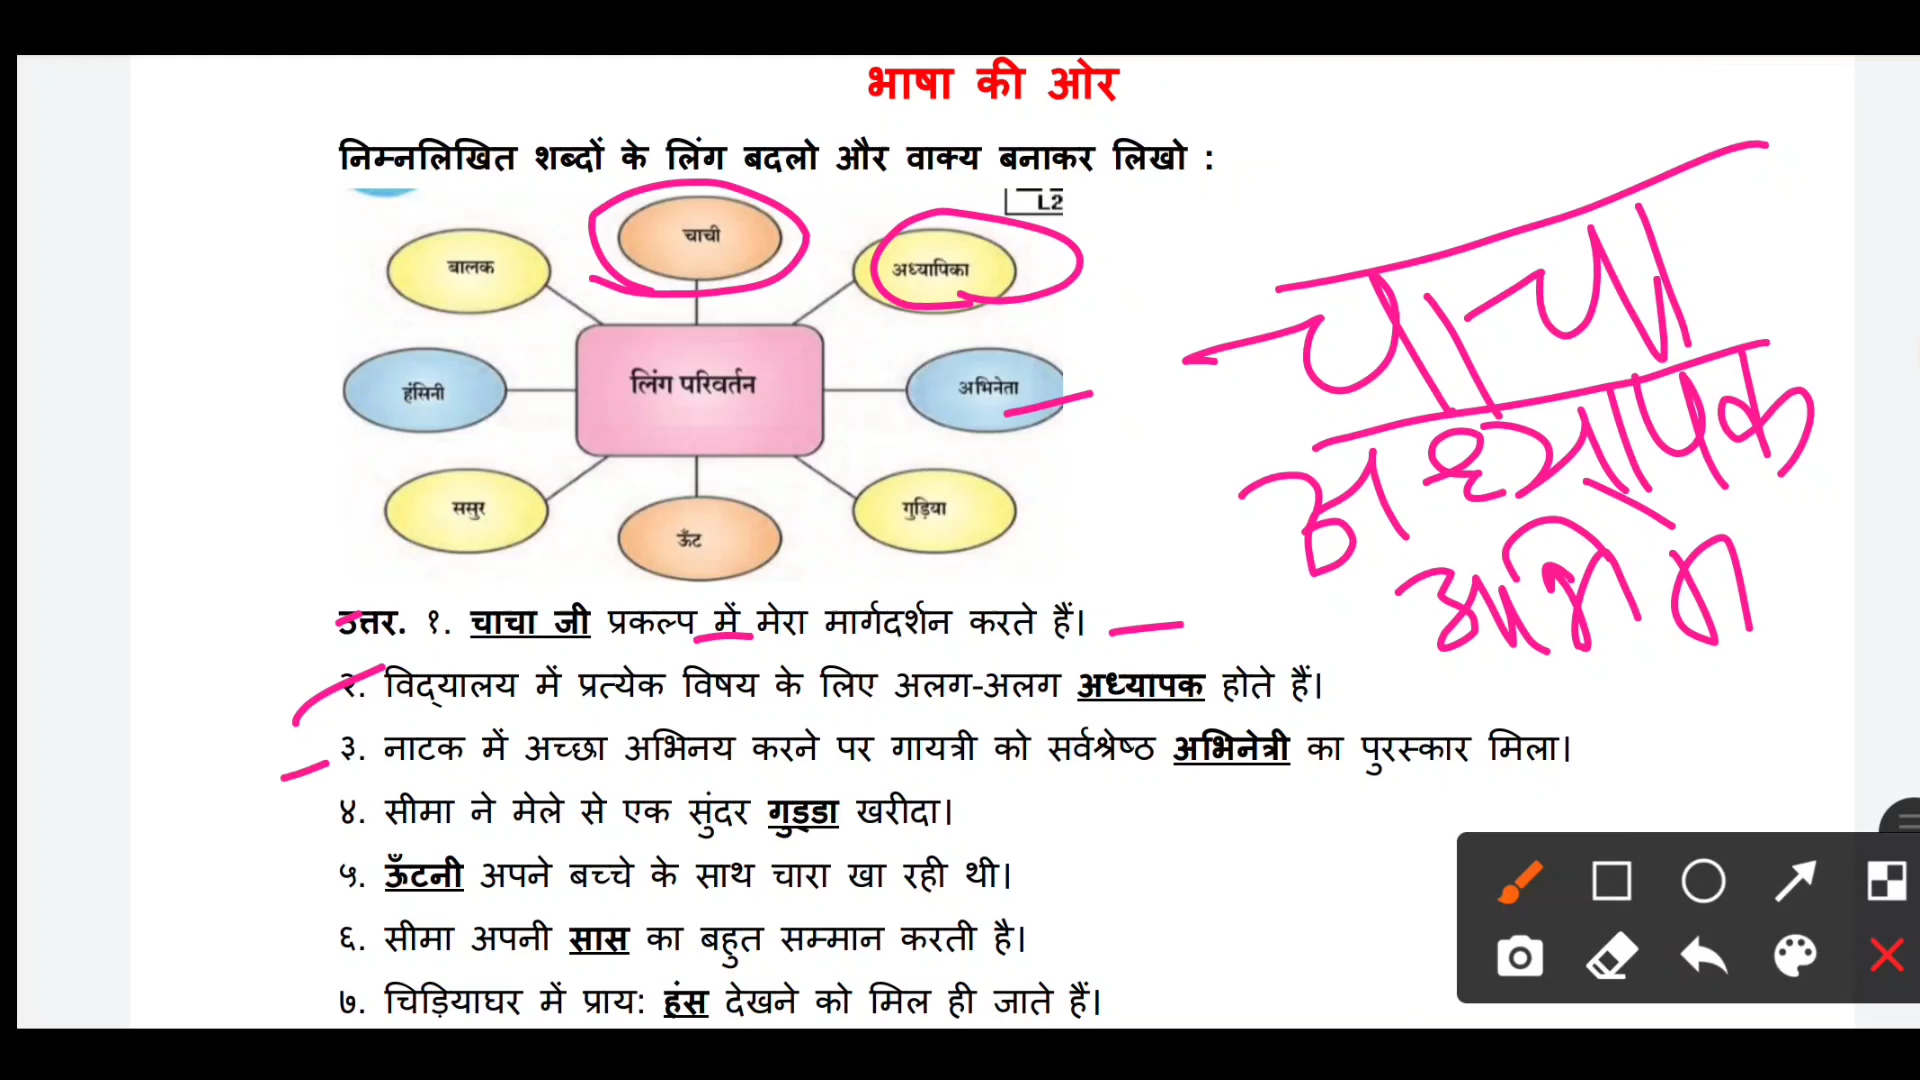 भाषा की ओर
निम्नलिखित शब्दों के लिंग बदलो और वाक्य बनाकर लिखो :
L2
चाची
बालक
अध्यापिका
लिंग परिवर्तन
हंसिनी
अभिनेता
ससुर
गुड़िया
ऊँट
चाचा
अध्यापक
उत्तर. १. चाचा जी प्रकल्प में मेरा मार्गदर्शन करते हैं।
२. विद्यालय में प्रत्येक विषय के लिए अलग-अलग अध्यापक होते हैं।
३. नाटक में अच्छा अभिनय करने पर गायत्री को सर्वश्रेष्ठ अभिनेत्री का पुरस्कार मिला।
४. सीमा ने मेले से एक सुंदर गुड्डा खरीदा।
५. ऊँटनी अपने बच्चे के साथ चारा खा रही थी।
६. सीमा अपनी सास का बहुत सम्मान करती है।
७. चिड़ियाघर में प्राय: हंस देखने को मिल ही जाते हैं।